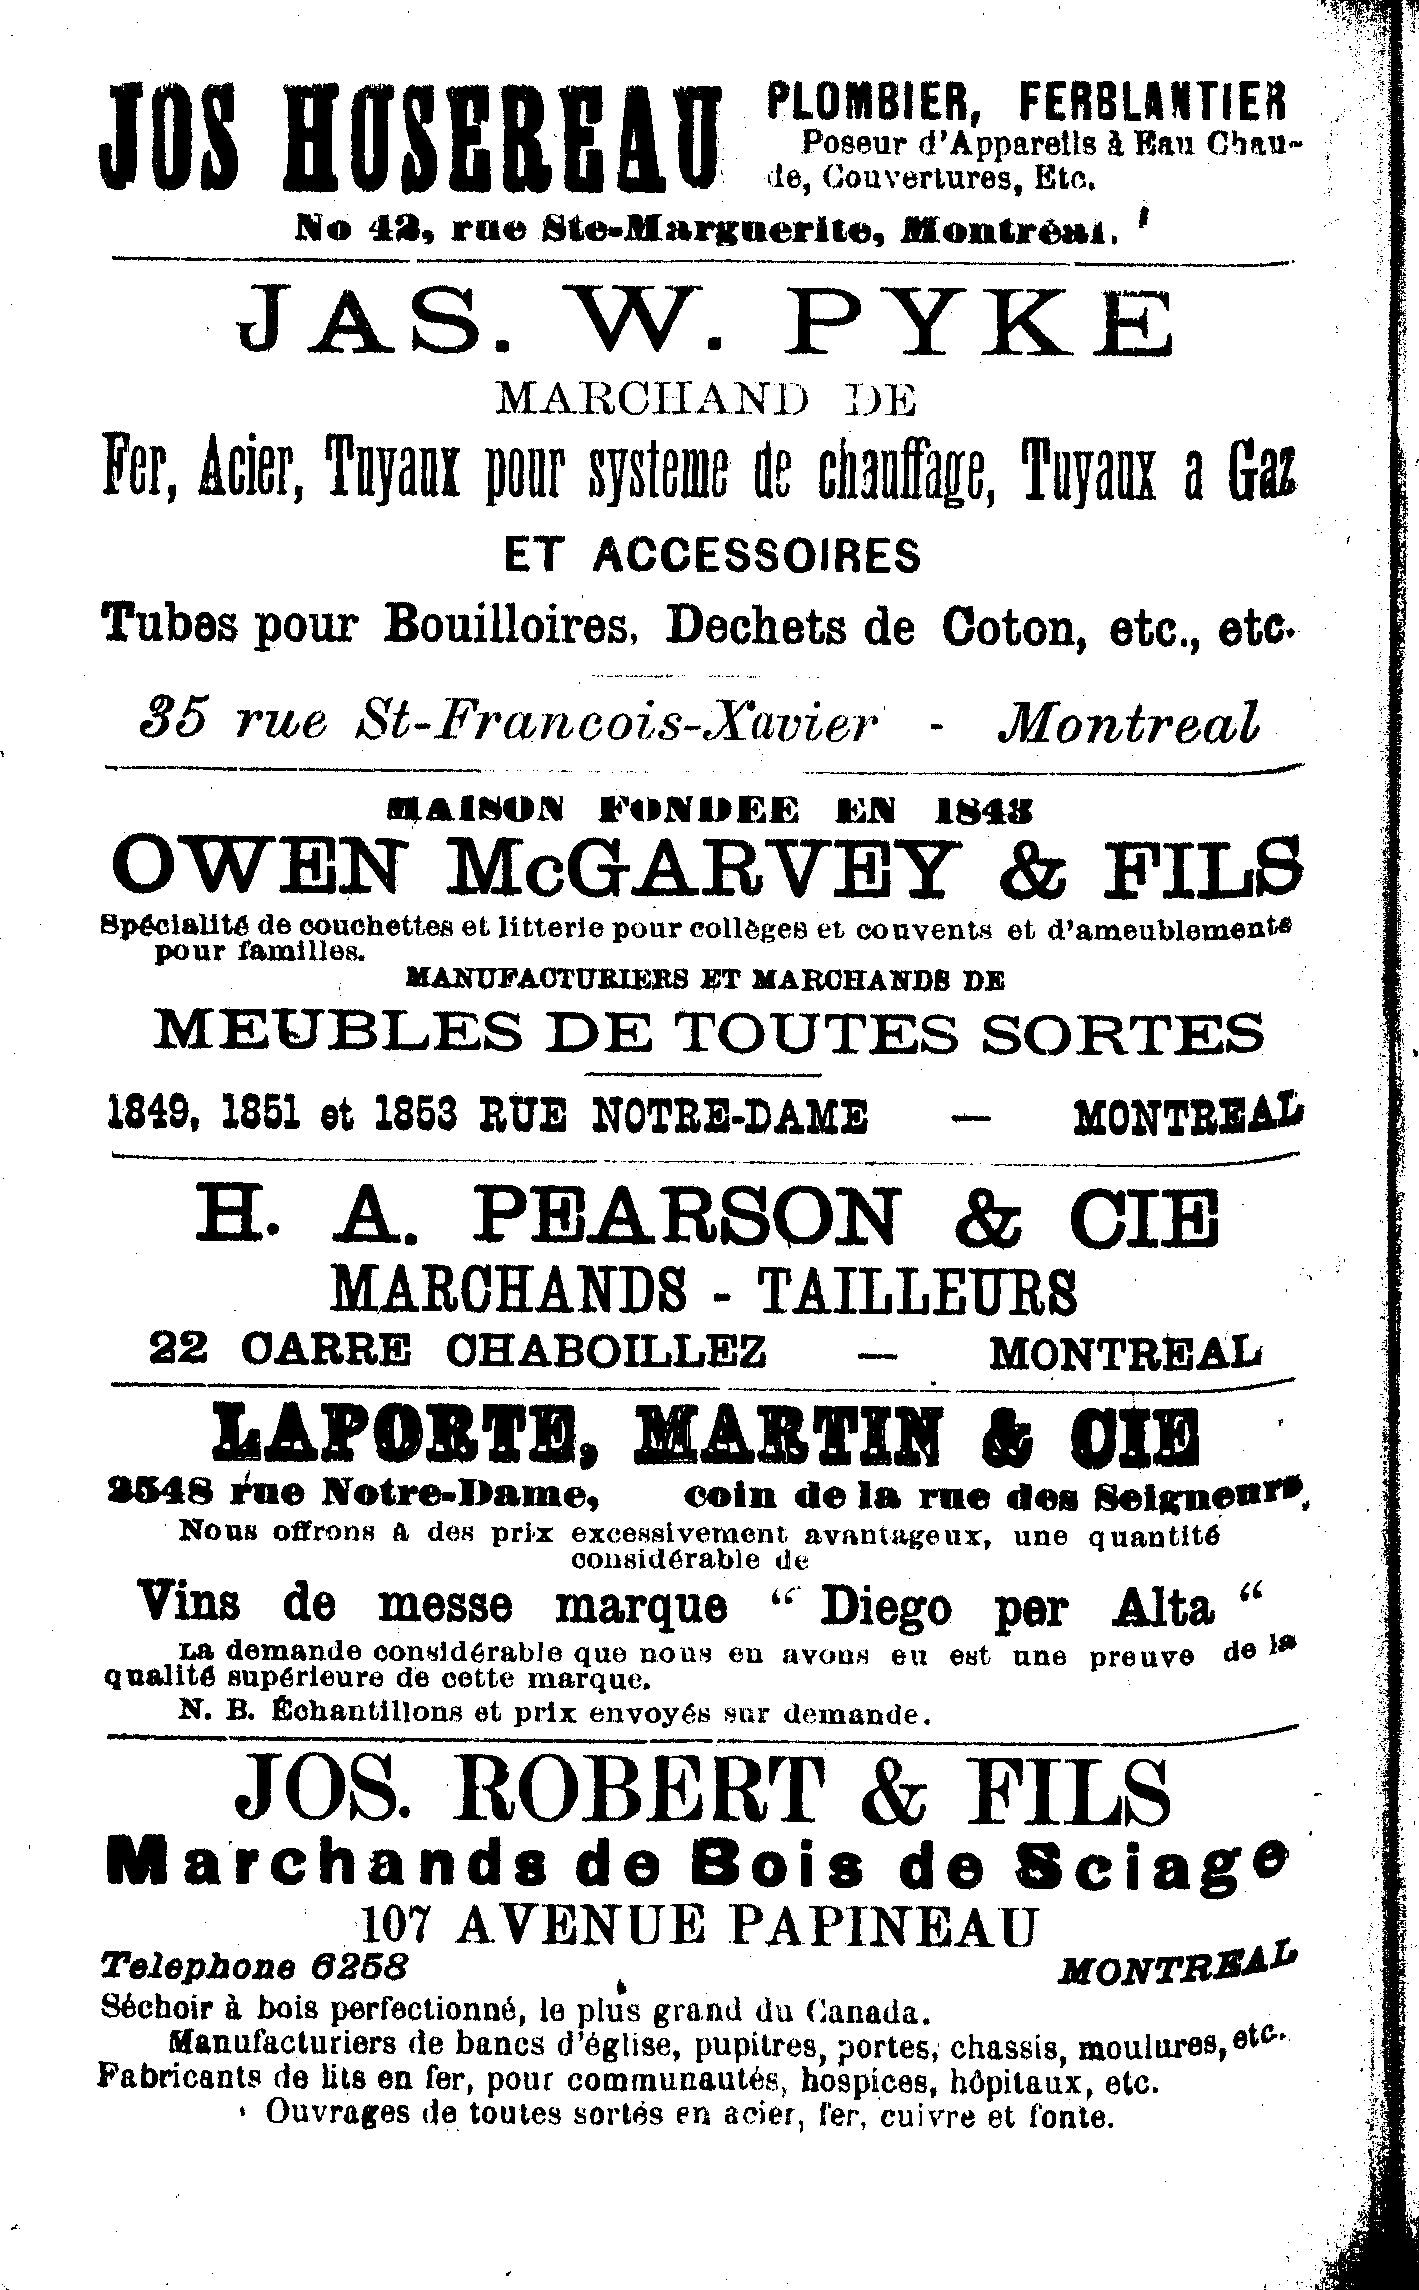 JOS HUSEREAU
PLOMBIER, FERBLANTIER
Poseur d'Appareils à Eau Chau-
de, Couvertures, Etc.
No 42, rue Ste-Marguerite, Montréal.
JAS. W. PYKE
MARCHAND DE
Fer, Acier, Tuyaux pour systeme de chauffage, Tuyaux a Gaz
ET ACCESSOIRES
Tubes pour Bouilloires, Dechets de Coton, etc., etc.
35 rue St-Francois-Xavier - Montreal
MAISON FONDEE EN 1843
OWEN McGARVEY & FILS
Spécialité de couchettes et litterie pour collèges et couvents et d'ameublements
pour familles.
MANUFACTURIERS ET MARCHANDS DE
MEUBLES DE TOUTES SORTES
1849, 1851 et 1853 RUE NOTRE-DAME — MONTREAL
H. A. PEARSON & CIE
MARCHANDS - TAILLEURS
22 CARRE CHABOILLEZ — MONTREAL
LAPORTE, MARTIN & CIE
2548 rue Notre-Dame, coin de la rue des Seigneurs,
Nous offrons à des prix excessivement avantageux, une quantité
considérable de
Vins de messe marque “ Diego per Alta “
La demande considérable que nous en avons eu est une preuve de la
qualité supérieure de cette marque.
N. B. Échantillons et prix envoyés sur demande.
JOS. ROBERT & FILS
Marchands de Bois de Sciage
107 AVENUE PAPINEAU
Telephone 6258 MONTREAL
Séchoir à bois perfectionné, le plus grand du Canada.
Manufacturiers de bancs d'église, pupitres, portes, chassis, moulures, etc.
Fabricants de lits en fer, pour communautés, hospices, hôpitaux, etc.
Ouvrages de toutes sortés en acier, fer, cuivre et fonte.